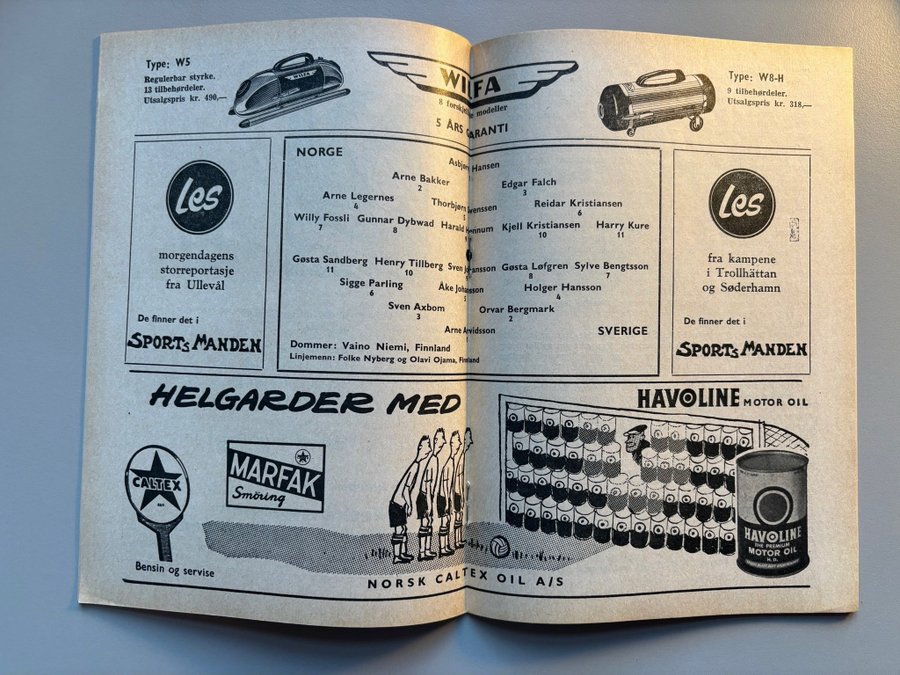 Type: W5
Regulerbar styrke.
13 tilbehørdeler.
Utsalgspris kr. 490,—
WILFA
WILFA
8 forskjellige modeller
5 ÅRS GARANTI
Type: W8-H
9 tilbehørdeler.
Utsalgspris kr. 318,—
Les
morgendagens
storreportasje
fra Ullevål
De finner det i
SPORTSMANDEN
NORGE
Asbjørn Hansen
Arne Bakker
2
Edgar Falch
3
Arne Legernes
4
Thorbjørn Svenssen
5
Reidar Kristiansen
6
Willy Fossli
7
Gunnar Dybwad
8
Harald Hennum
Kjell Kristiansen
10
Harry Kure
11
Gøsta Sandberg
11
Henry Tillberg
10
Sven Johansson
Gøsta Løfgren
8
Sylve Bengtsson
7
Sigge Parling
6
Åke Johansson
5
Holger Hansson
4
Sven Axbom
3
Orvar Bergmark
2
Arne Arvidsson
SVERIGE
Dommer: Vaino Niemi, Finnland
Linjemenn: Folke Nyberg og Olavi Ojama, Finnland
Les
fra kampene
i Trollhättan
og Søderhamn
De finner det i
SPORTSMANDEN
HELGARDER MED
HAVOLINE MOTOR OIL
CALTEX
Bensin og servise
MARFAK
Smöring
HAVOLINE
THE PREMIUM
MOTOR OIL
H.D.
NORSK CALTEX OIL A/S